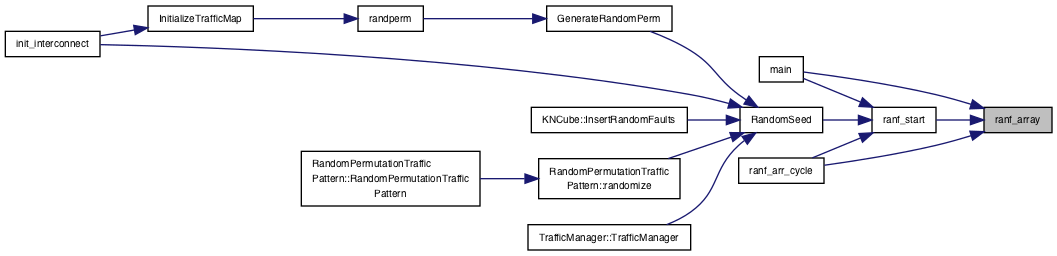 InitializeTrafficMap
randperm
GenerateRandomPerm
init_interconnect
main
KNCube::InsertRandomFaults
RandomSeed
ranf_start
ranf_array
RandomPermutationTraffic
Pattern::RandomPermutationTraffic
Pattern
RandomPermutationTraffic
Pattern::randomize
ranf_arr_cycle
TrafficManager::TrafficManager